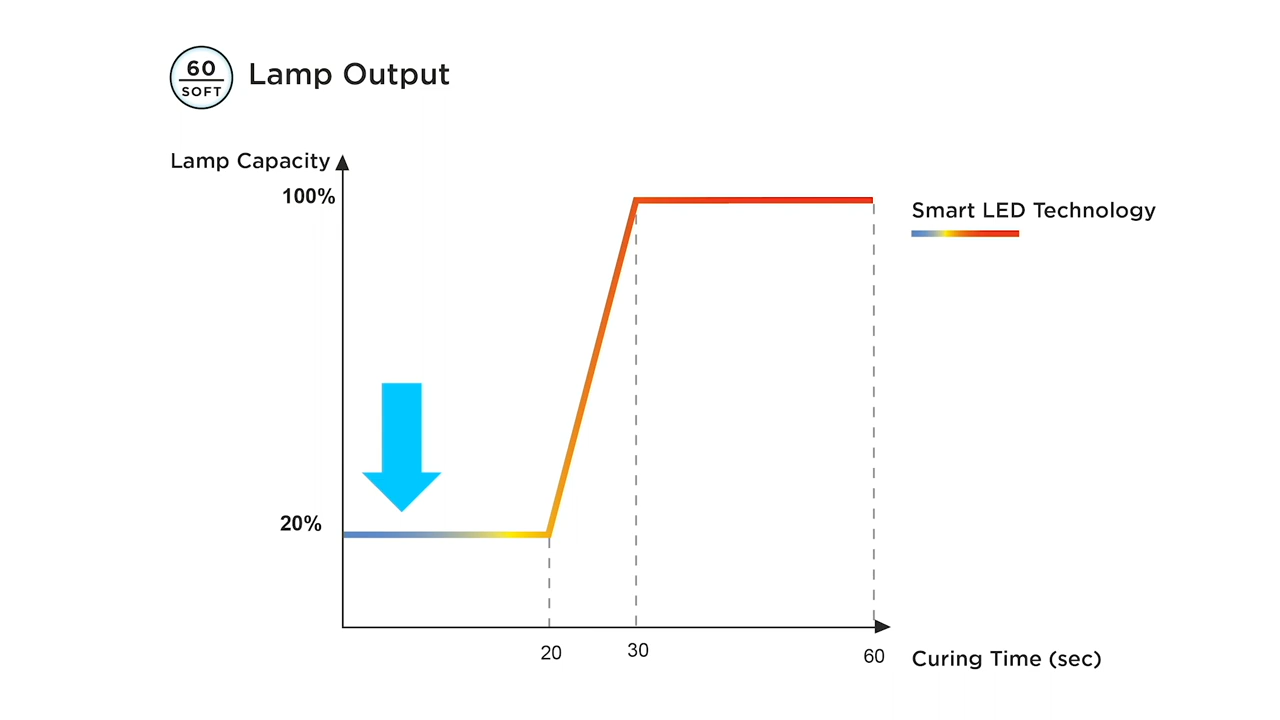 60
SOFT
Lamp Output
Lamp Capacity
100%
Smart LED Technology
20%
20
30
60
Curing Time (sec)